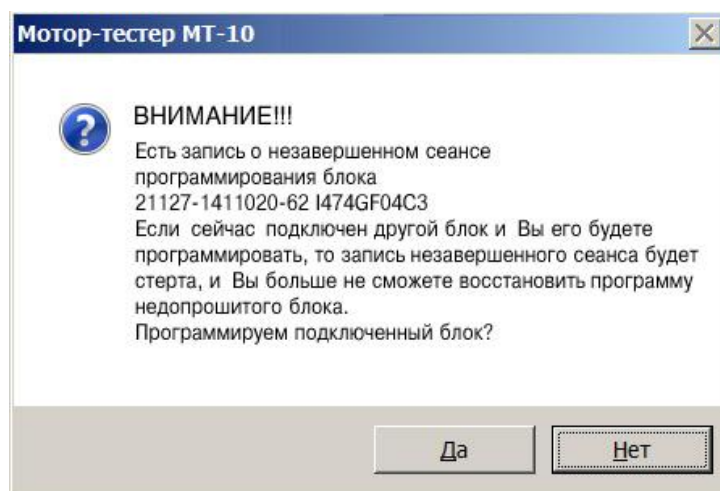 Мотор-тестер МТ-10
ВНИМАНИЕ!!!
Есть запись о незавершенном сеансе
программирования блока
21127-1411020-62 I474GF04C3
Если сейчас подключен другой блок и Вы его будете
программировать, то запись незавершенного сеанса будет
стерта, и Вы больше не сможете восстановить программу
недопрошитого блока.
Программируем подключенный блок?
Да
Нет